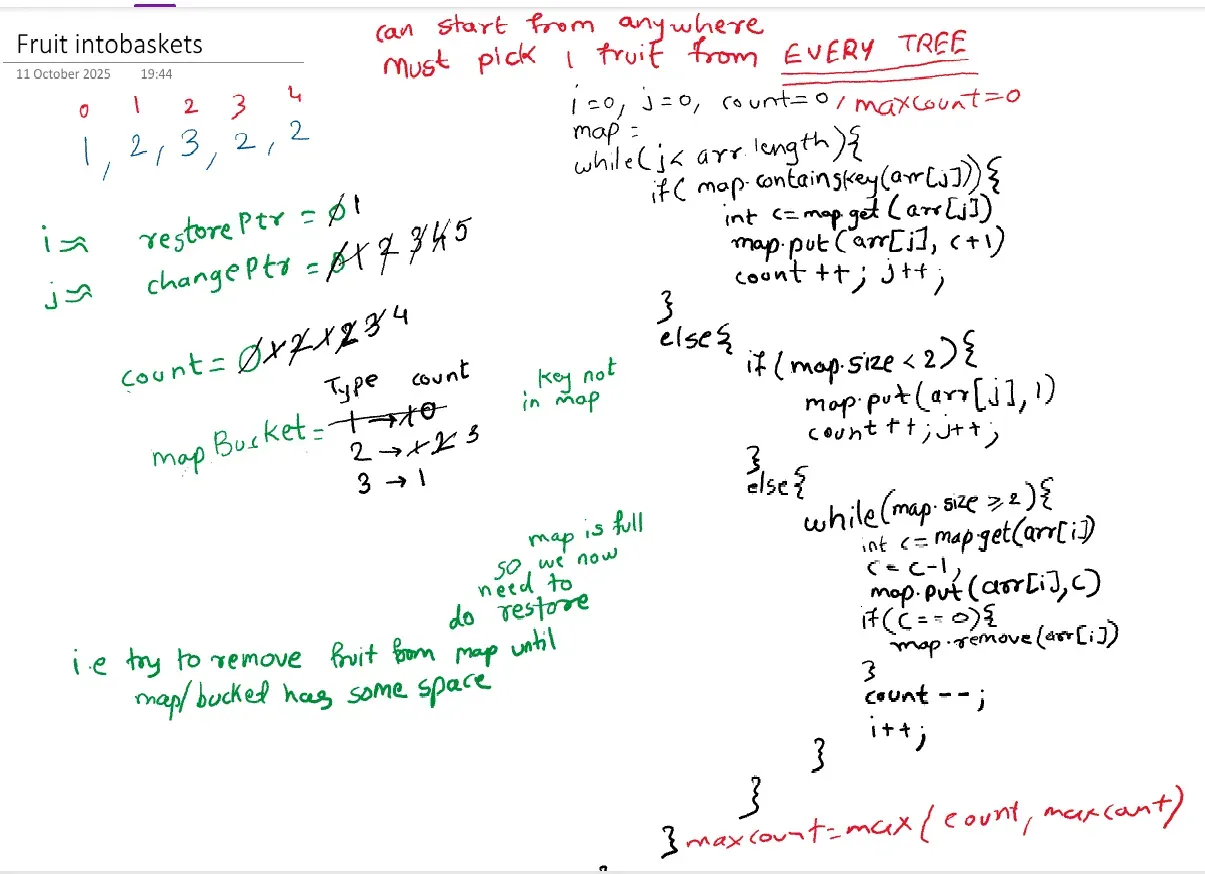 Fruit intobaskets
11 October 2025 19:44
can start from anywhere
must pick 1 fruit from EVERY TREE
0 1 2 3 4
1, 2, 3, 2, 2
i≈ restorePtr = 0 1
j≈ changePtr = 0 1 2 3 4 5
count = 0 1 2 1 2 3 4
Type count
mapBucket = 1 → 1 0
2 → 1 2 3
3 → 1
key not
in map
map is full
so we now
need to
do restore
i.e try to remove fruit from map until
map/bucked has some space
i=0, j=0, count=0, maxcount=0
map =
while(j< arr.length){
if( map.containsKey(arr[j])){
int c=map.get(arr[j])
map.put(arr[j], c+1)
count ++; j++;
}
else{
if(map.size < 2){
map.put(arr[j],1)
count ++; j++;
}
else{
while(map.size ≥ 2){
int c=map.get(arr[i])
c = c-1,
map.put(arr[i],c)
if(c==0){
map.remove(arr[i])
}
count --;
i++;
}
}
} maxcount=max(count, maxcant)